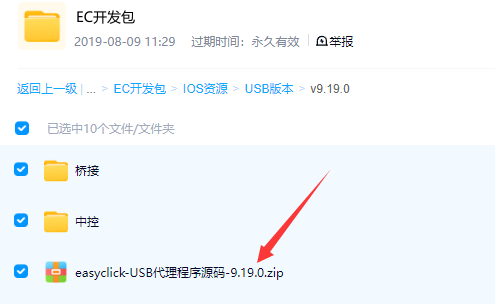 EC开发包
2019-08-09 11:29 过期时间：永久有效 举报
返回上一级 | ... > EC开发包 > IOS资源 > USB版本 > v9.19.0
已选中10个文件/文件夹
桥接
中控
easyclick-USB代理程序源码-9.19.0.zip